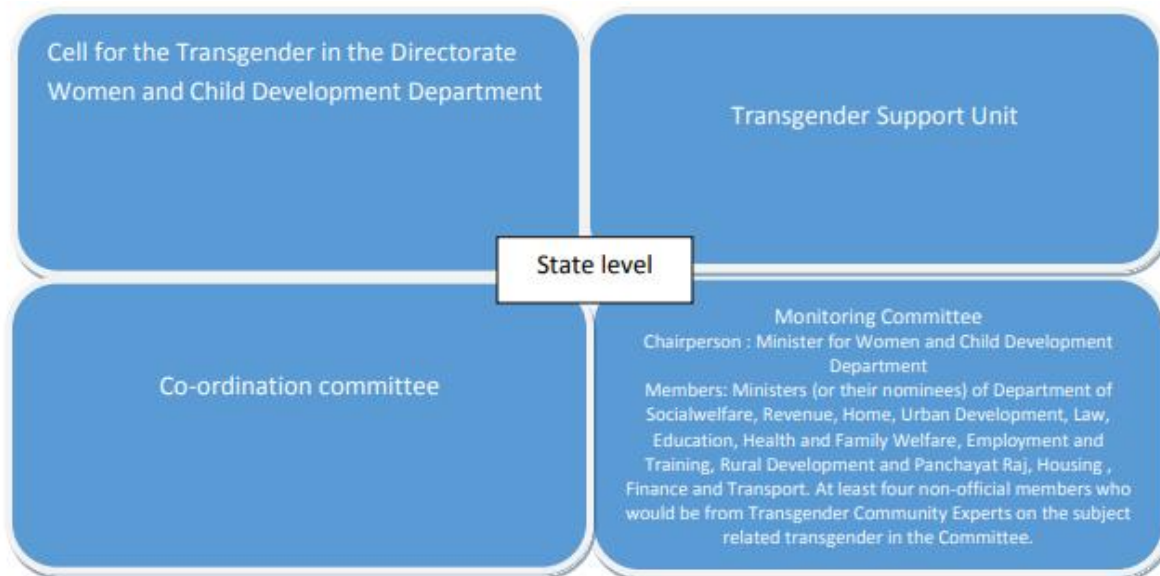 Cell for the Transgender in the Directorate
Women and Child Development Department
Transgender Support Unit
State level
Co-ordination committee
Monitoring Committee
Chairperson : Minister for Women and Child Development
Department
Members: Ministers (or their nominees) of Department of
Socialwelfare, Revenue, Home, Urban Development, Law,
Education, Health and Family Welfare, Employment and
Training, Rural Development and Panchayat Raj, Housing ,
Finance and Transport. At least four non-official members who
would be from Transgender Community Experts on the subject
related transgender in the Committee.